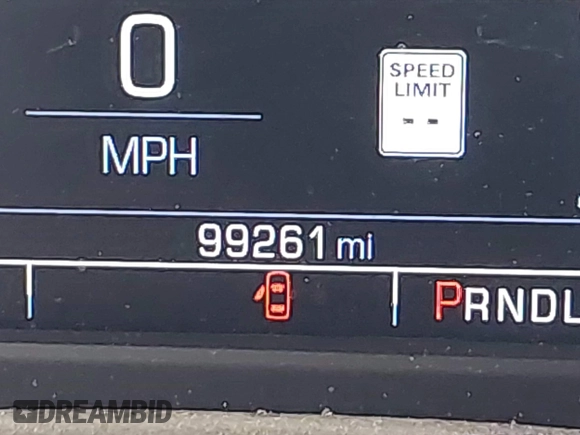 0
MPH
SPEED
LIMIT
--
99261 mi
PRNDL
DREAMBID